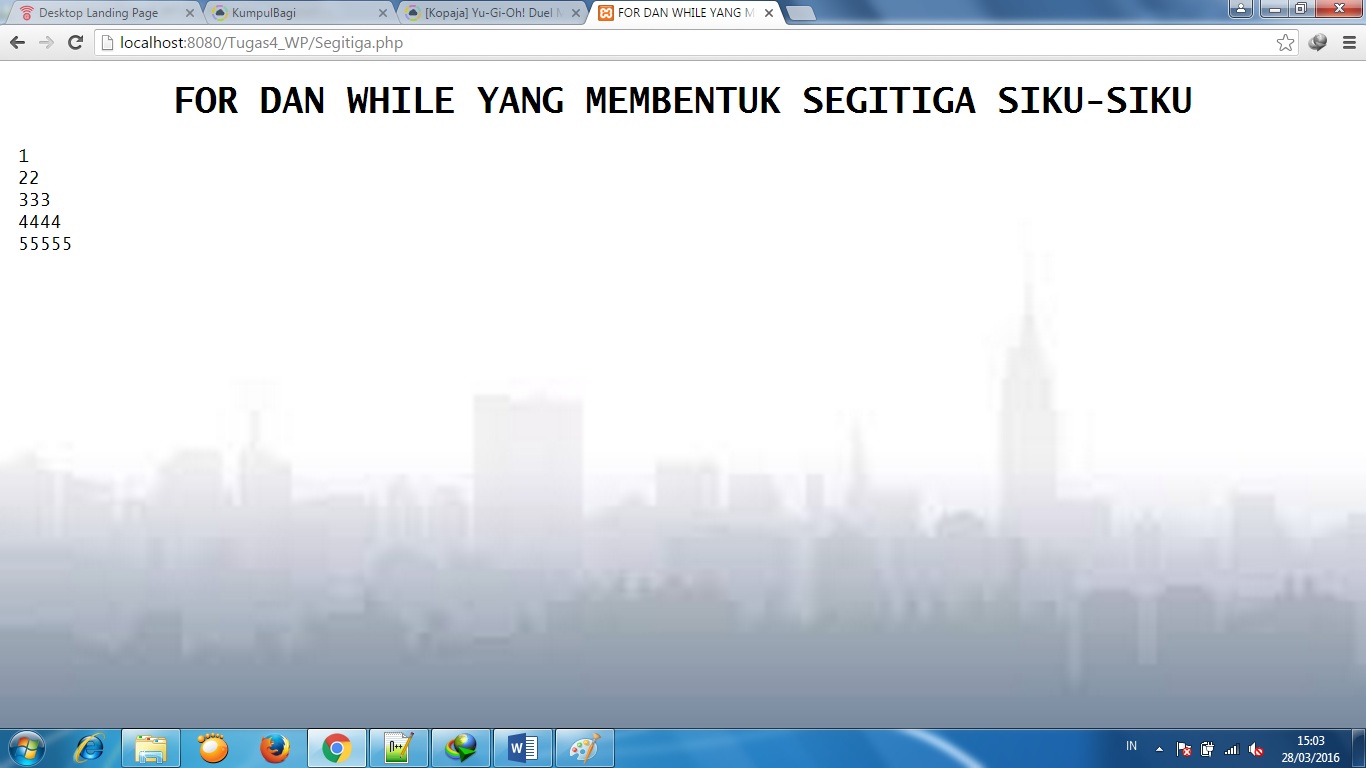 Desktop Landing Page
KumpulBagi
[Kopaja] Yu-Gi-Oh! Duel M
FOR DAN WHILE YANG M
localhost:8080/Tugas4_WP/Segitiga.php
FOR DAN WHILE YANG MEMBENTUK SEGITIGA SIKU-SIKU
1
22
333
4444
55555
IN
15:03
28/03/2016